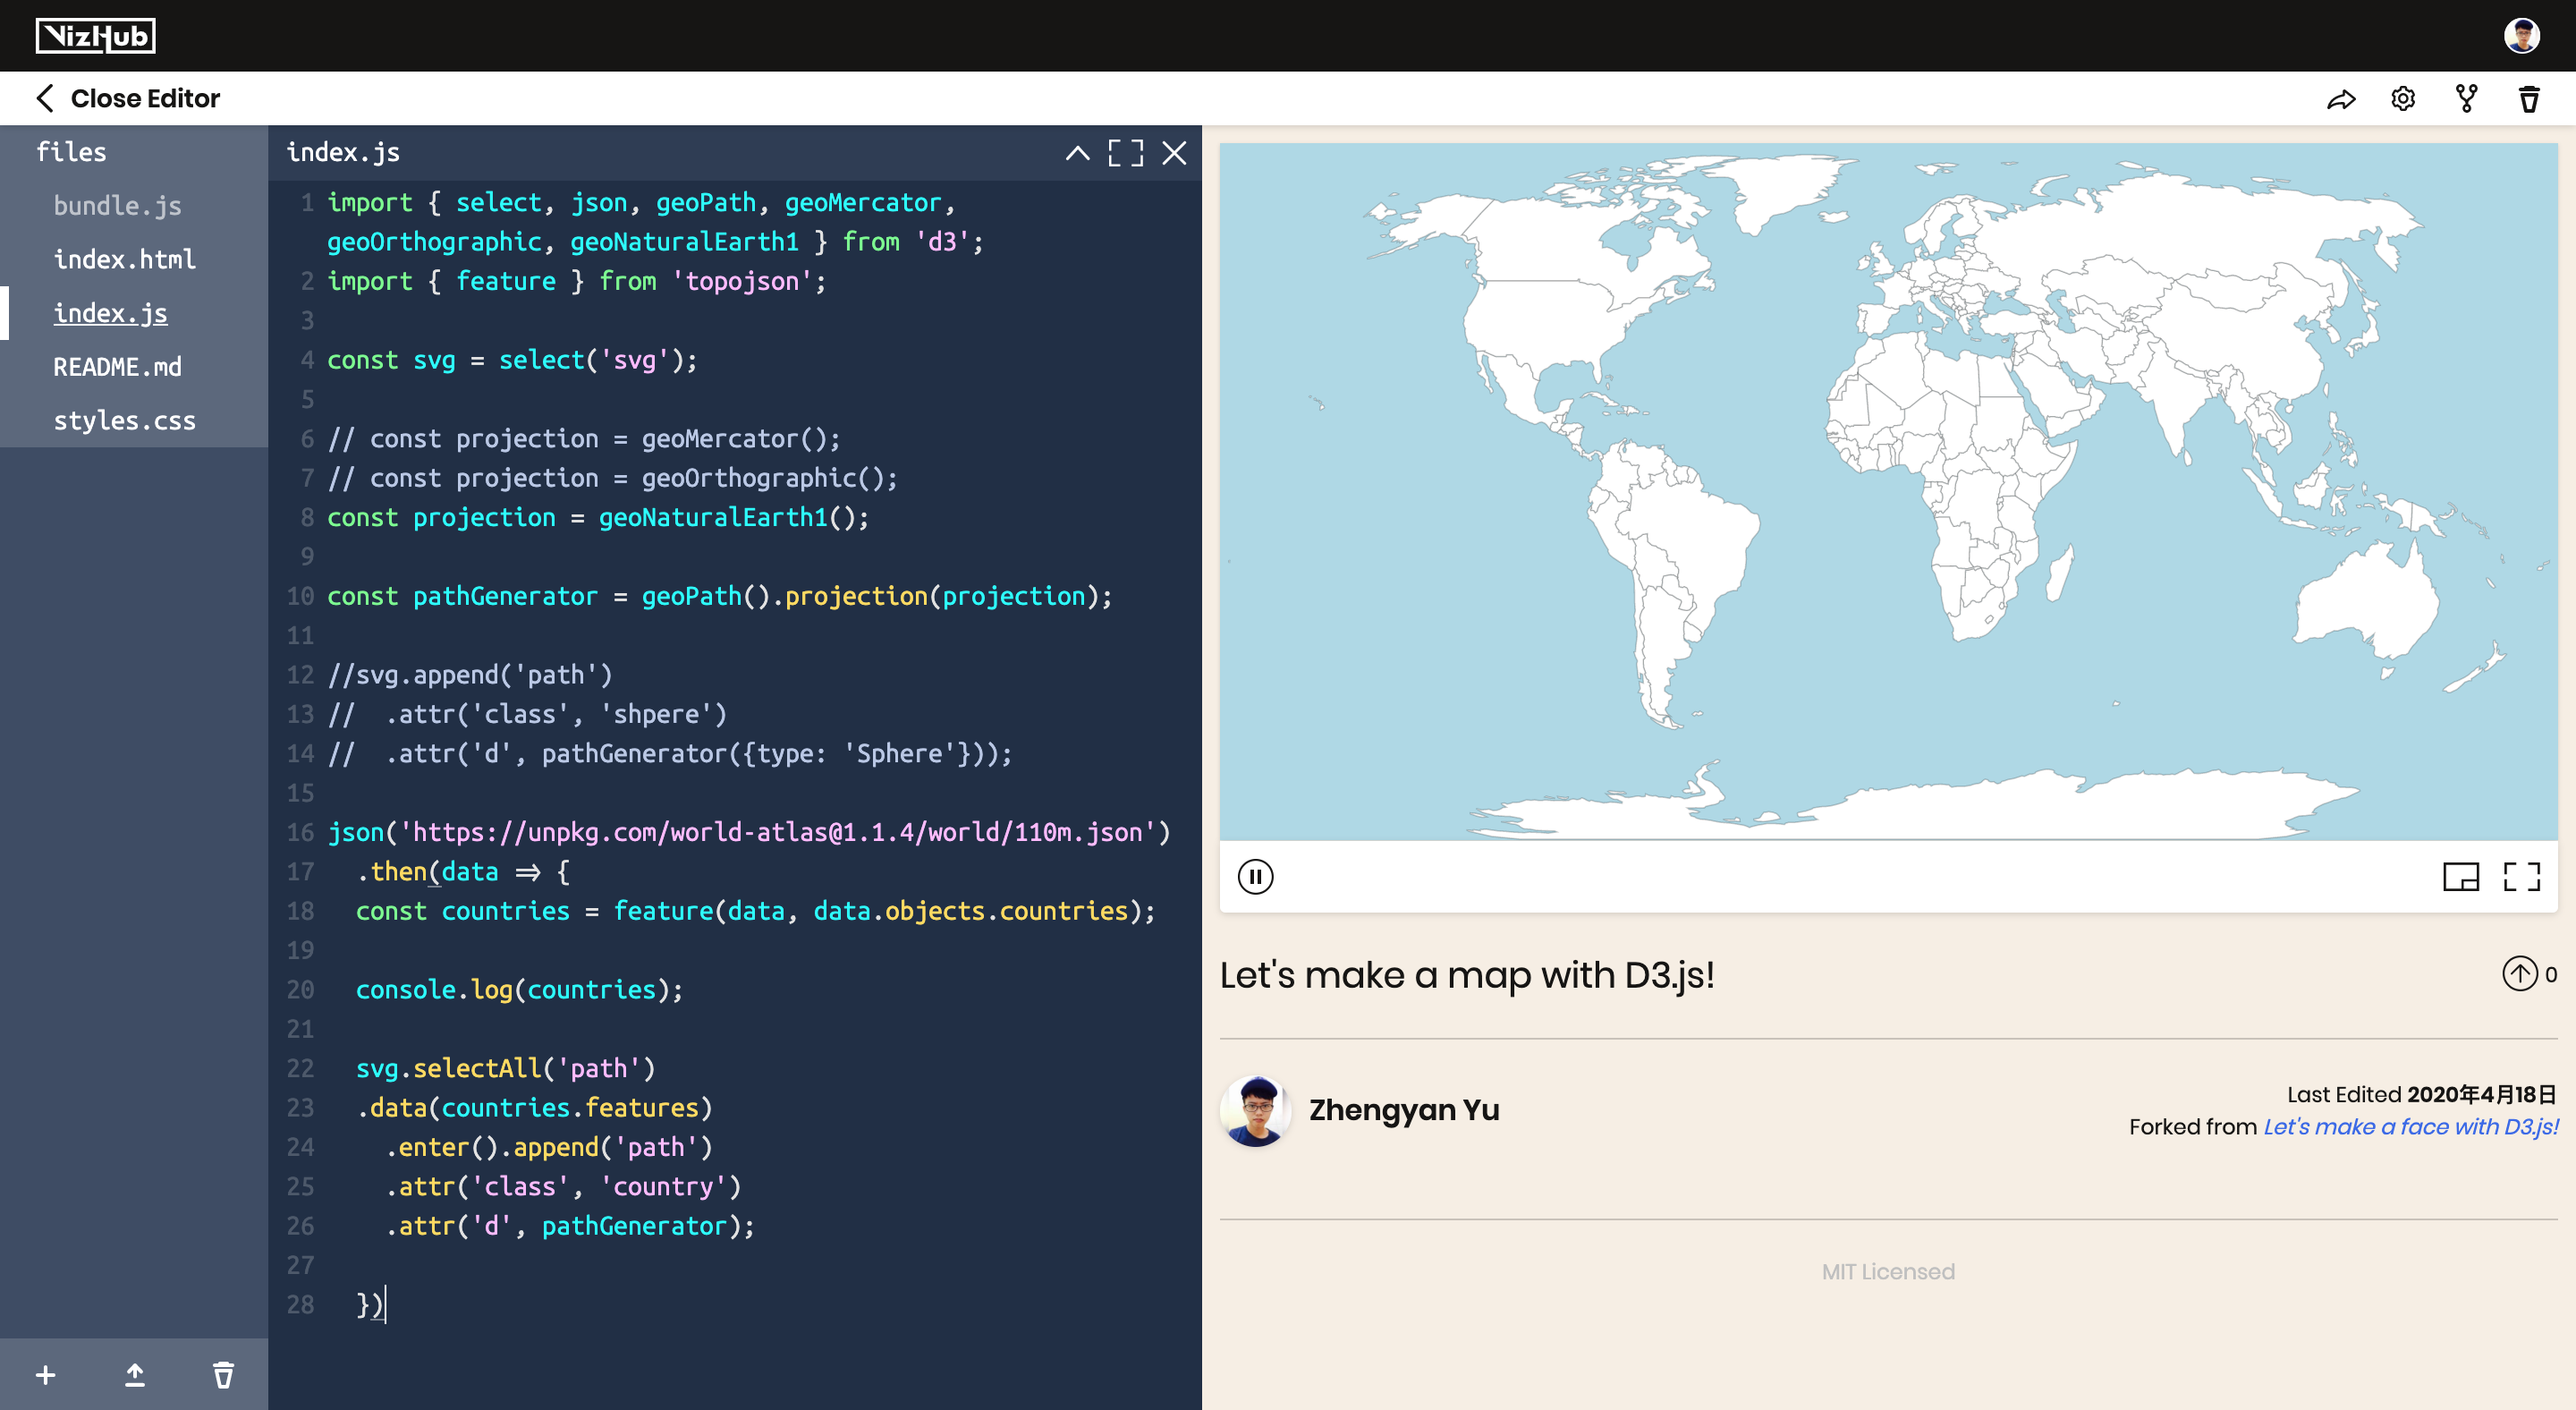 VizHub
Close Editor
files
bundle.js
index.html
index.js
README.md
styles.css
index.js
1 import { select, json, geoPath, geoMercator,
geoOrthographic, geoNaturalEarth1 } from 'd3';
2 import { feature } from 'topojson';
3
4 const svg = select('svg');
5
6 // const projection = geoMercator();
7 // const projection = geoOrthographic();
8 const projection = geoNaturalEarth1();
9
10 const pathGenerator = geoPath().projection(projection);
11
12 //svg.append('path')
13 //  .attr('class', 'shpere')
14 //  .attr('d', pathGenerator({type: 'Sphere'}));
15
16 json('https://unpkg.com/world-atlas@1.1.4/world/110m.json')
17   .then(data => {
18   const countries = feature(data, data.objects.countries);
19
20   console.log(countries);
21
22   svg.selectAll('path')
23   .data(countries.features)
24     .enter().append('path')
25     .attr('class', 'country')
26     .attr('d', pathGenerator);
27
28   })
Let's make a map with D3.js!
0
Zhengyan Yu
Last Edited 2020年4月18日
Forked from Let's make a face with D3.js!
MIT Licensed